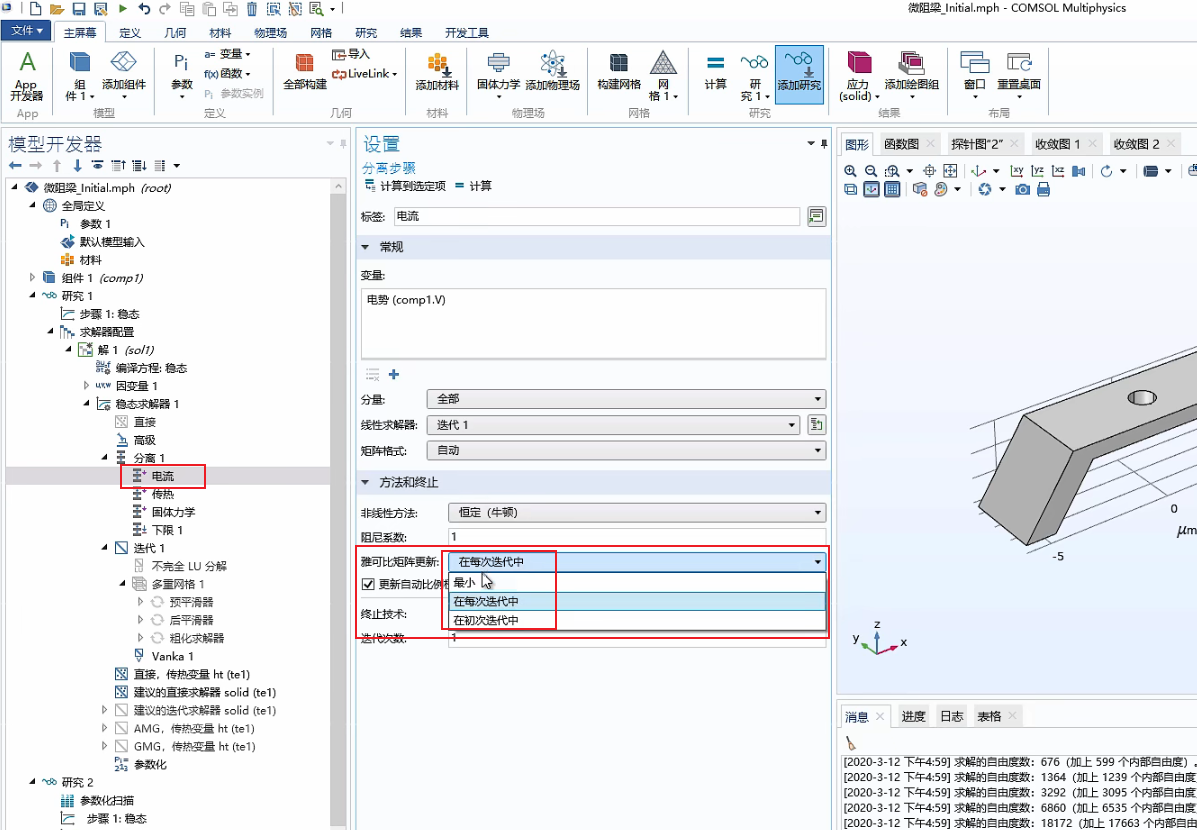 微阻梁_Initial.mph - COMSOL Multiphysics
文件 主屏幕 定义 几何 材料 物理场 网格 研究 结果 开发工具
App 开发器
App
组件 1
添加组件
模型
Pi
参数
a= 变量
f(x) 函数
Pi 参数实例
定义
全部构建
导入
LiveLink
几何
添加材料
材料
固体力学
添加物理场
物理场
构建网格
网格 1
网格
计算
研究 1
添加研究
研究
应力 (solid)
添加绘图组
结果
窗口
重置桌面
布局
模型开发器
微阻梁_Initial.mph (root)
全局定义
Pi 参数 1
默认模型输入
材料
组件 1 (comp1)
研究 1
步骤 1: 稳态
求解器配置
解 1 (sol1)
编译方程: 稳态
因变量 1
稳态求解器 1
直接
高级
分离 1
电流
传热
固体力学
下限 1
迭代 1
不完全 LU 分解
多重网格 1
预平滑器
后平滑器
粗化求解器
Vanka 1
直接，传热变量 ht (te1)
建议的直接求解器 solid (te1)
建议的迭代求解器 solid (te1)
AMG，传热变量 ht (te1)
GMG，传热变量 ht (te1)
参数化
研究 2
参数化扫描
步骤 1: 稳态
设置
分离步骤
计算到选定项 = 计算
标签: 电流
常规
变量:
电势 (comp1.V)
分量: 全部
线性求解器: 迭代 1
矩阵格式: 自动
方法和终止
非线性方法: 恒定（牛顿）
阻尼系数: 1
雅可比矩阵更新: 在每次迭代中
更新自动比例 最小
在每次迭代中
终止技术: 在初次迭代中
迭代次数: 1
图形 函数图 探针图"2" 收敛图 1 收敛图 2
xy yz xz
0
μm
-5
z
y
x
消息 进度 日志 表格
[2020-3-12 下午4:59] 求解的自由度数：676（加上 599 个内部自由度）。
[2020-3-12 下午4:59] 求解的自由度数：1364（加上 1239 个内部自由度
[2020-3-12 下午4:59] 求解的自由度数：3292（加上 3095 个内部自由度
[2020-3-12 下午4:59] 求解的自由度数：6860（加上 6535 个内部自由度
[2020-3-12 下午4:59] 求解的自由度数：18172（加上 17663 个内部自由